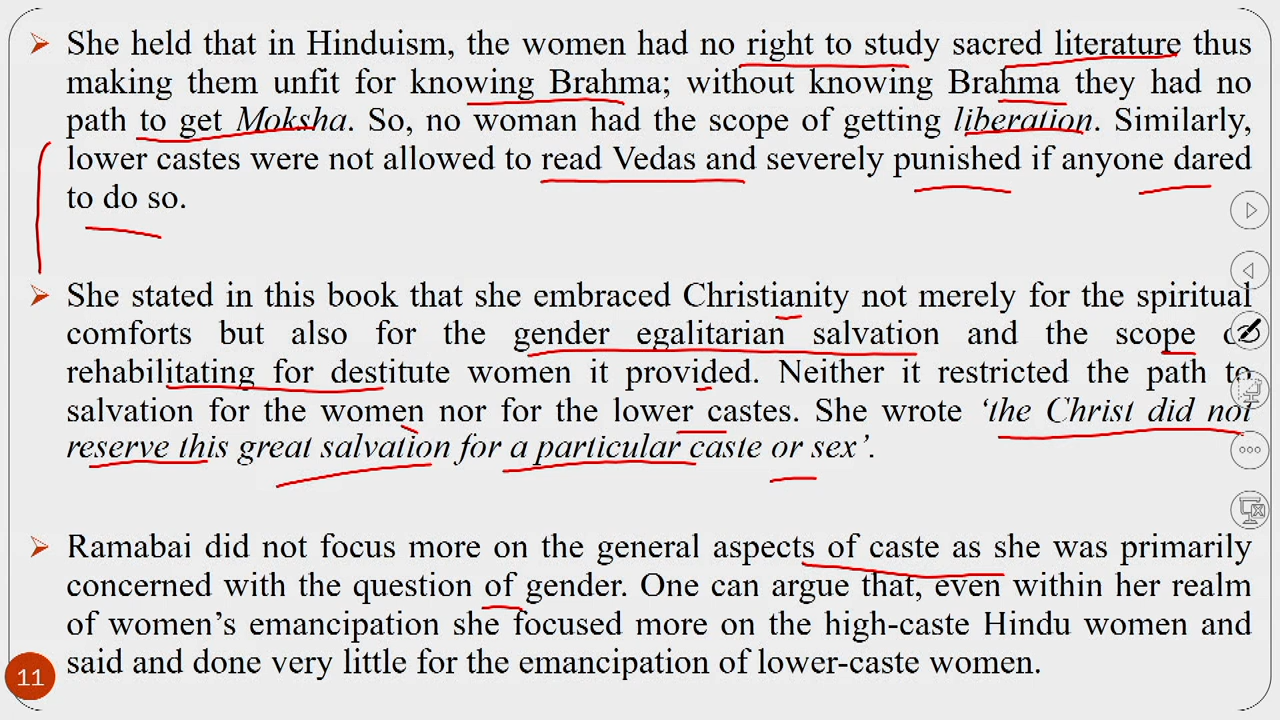 She held that in Hinduism, the women had no right to study sacred literature thus
making them unfit for knowing Brahma; without knowing Brahma they had no
path to get Moksha. So, no woman had the scope of getting liberation. Similarly,
lower castes were not allowed to read Vedas and severely punished if anyone dared
to do so.
She stated in this book that she embraced Christianity not merely for the spiritual
comforts but also for the gender egalitarian salvation and the scope
rehabilitating for destitute women it provided. Neither it restricted the path to
salvation for the women nor for the lower castes. She wrote ‘the Christ did not
reserve this great salvation for a particular caste or sex’.
Ramabai did not focus more on the general aspects of caste as she was primarily
concerned with the question of gender. One can argue that, even within her realm
of women’s emancipation she focused more on the high-caste Hindu women and
said and done very little for the emancipation of lower-caste women.
11